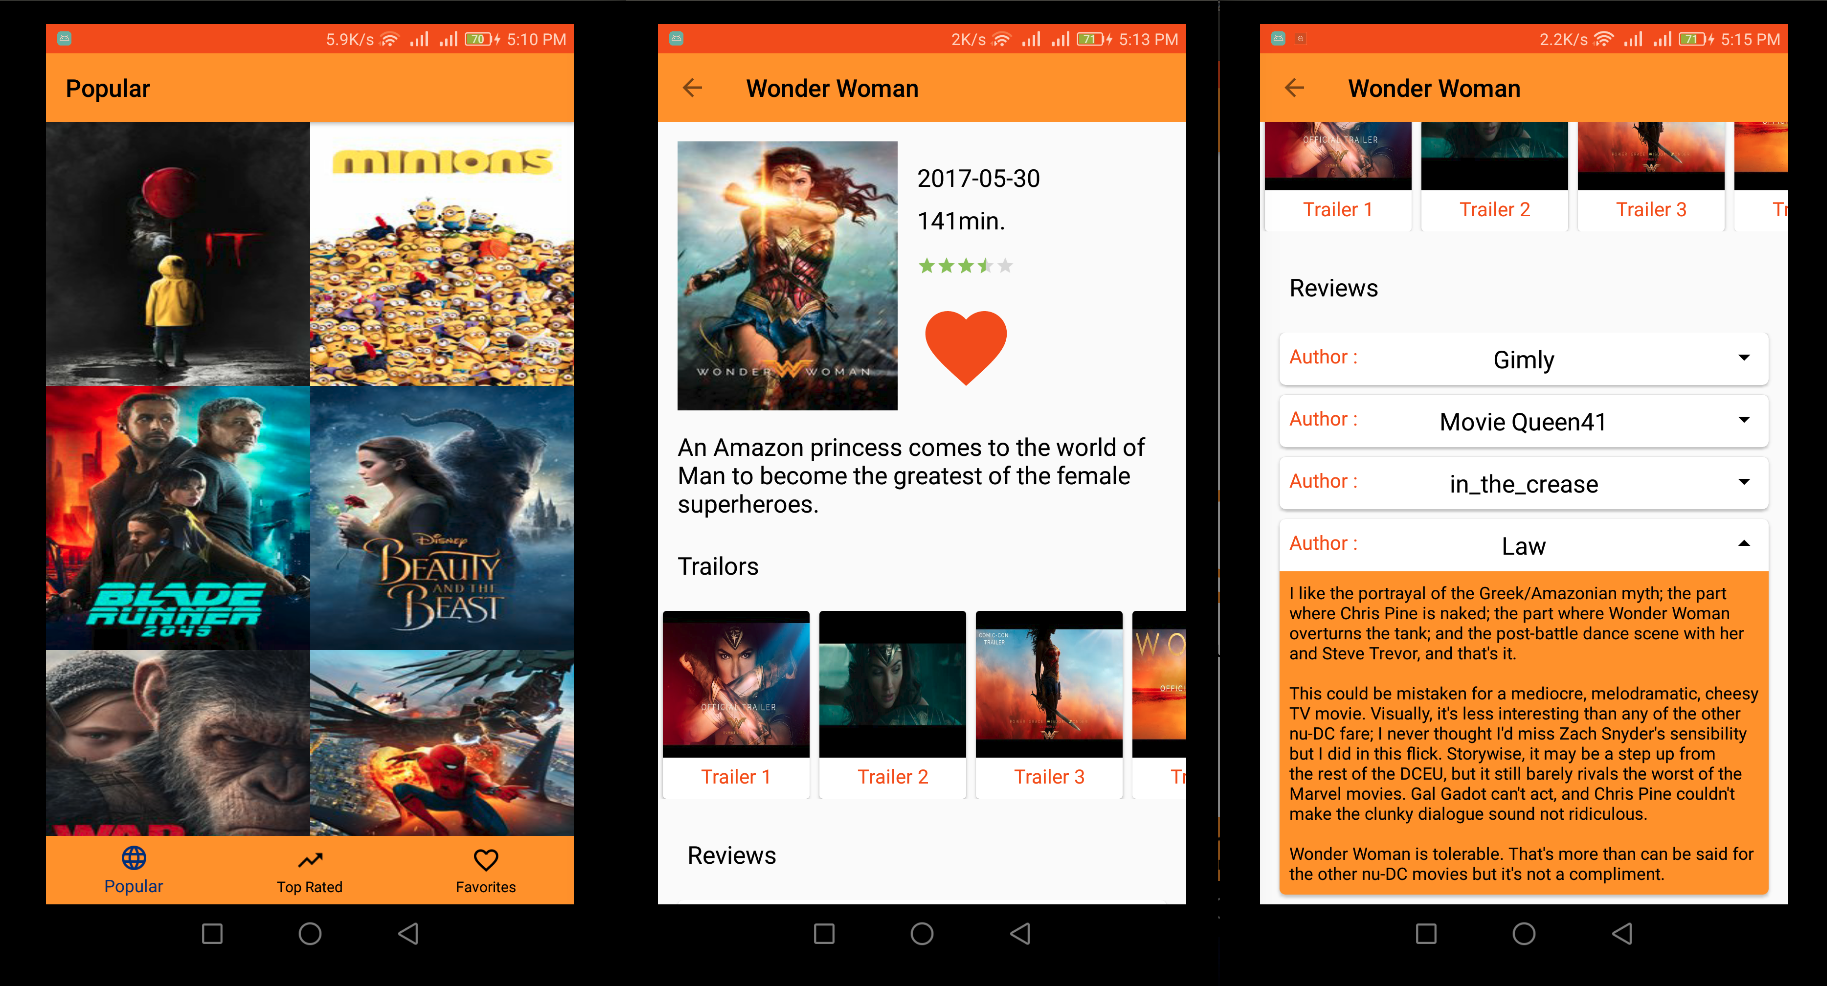 5.9K/s 70 5:10 PM
Popular
IT
minions
BLADE
RUNNER
2049
Disney
BEAUTY
AND THE
BEAST
WAR
Popular
Top Rated
Favorites
2K/s 71 5:13 PM
Wonder Woman
WONDER WOMAN
2017-05-30
141min.
An Amazon princess comes to the world of
Man to become the greatest of the female
superheroes.
Trailors
OFFICIAL TRAILER
COMIC-CON
TRAILER
WO
Trailer 1
Trailer 2
Trailer 3
Tr
Reviews
2.2K/s 71 5:15 PM
Wonder Woman
OFFICIAL TRAILER
Trailer 1
Trailer 2
Trailer 3
Tr
Reviews
Author : Gimly
Author : Movie Queen41
Author : in_the_crease
Author : Law
I like the portrayal of the Greek/Amazonian myth; the part
where Chris Pine is naked; the part where Wonder Woman
overturns the tank; and the post-battle dance scene with her
and Steve Trevor, and that's it.
This could be mistaken for a mediocre, melodramatic, cheesy
TV movie. Visually, it's less interesting than any of the other
nu-DC fare; I never thought I'd miss Zach Snyder's sensibility
but I did in this flick. Storywise, it may be a step up from
the rest of the DCEU, but it still barely rivals the worst of the
Marvel movies. Gal Gadot can't act, and Chris Pine couldn't
make the clunky dialogue sound not ridiculous.
Wonder Woman is tolerable. That's more than can be said for
the other nu-DC movies but it's not a compliment.